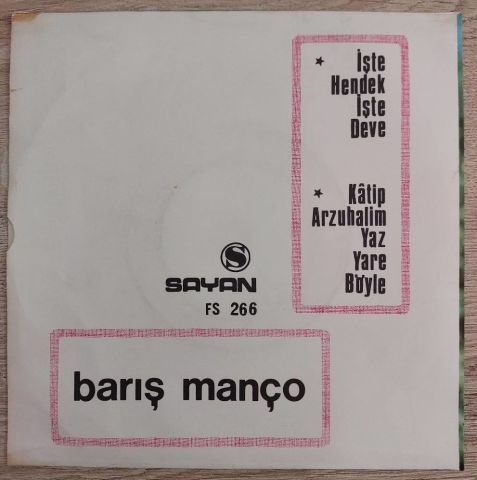 ★ İşte
Hendek
İşte
Deve
★ Kâtip
Arzuhalim
Yaz
Yare
Böyle
S
SAYAN
FS 266
barış manço